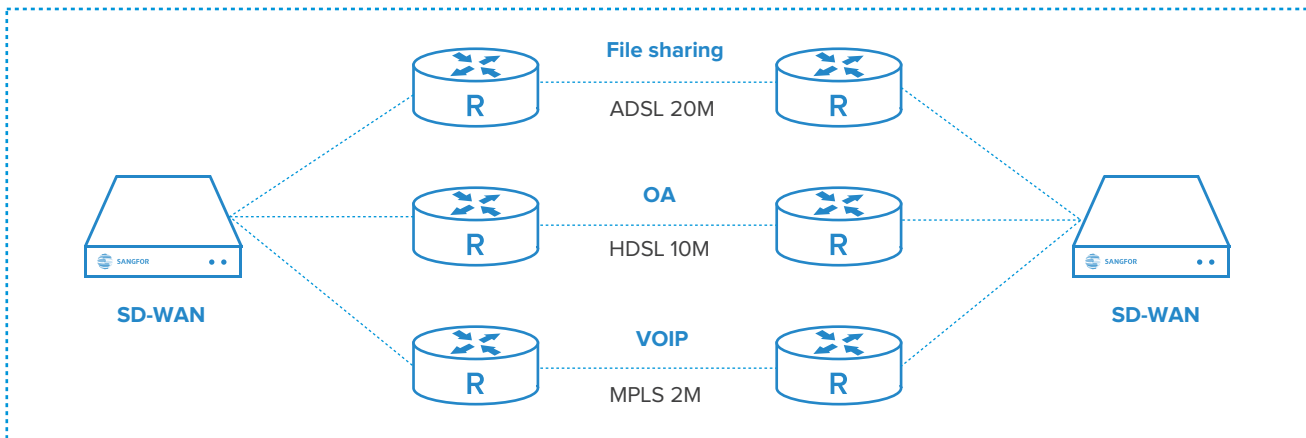 File sharing
R
R
ADSL 20M
OA
R
R
HDSL 10M
SANGFOR
SANGFOR
SD-WAN
SD-WAN
VOIP
R
R
MPLS 2M